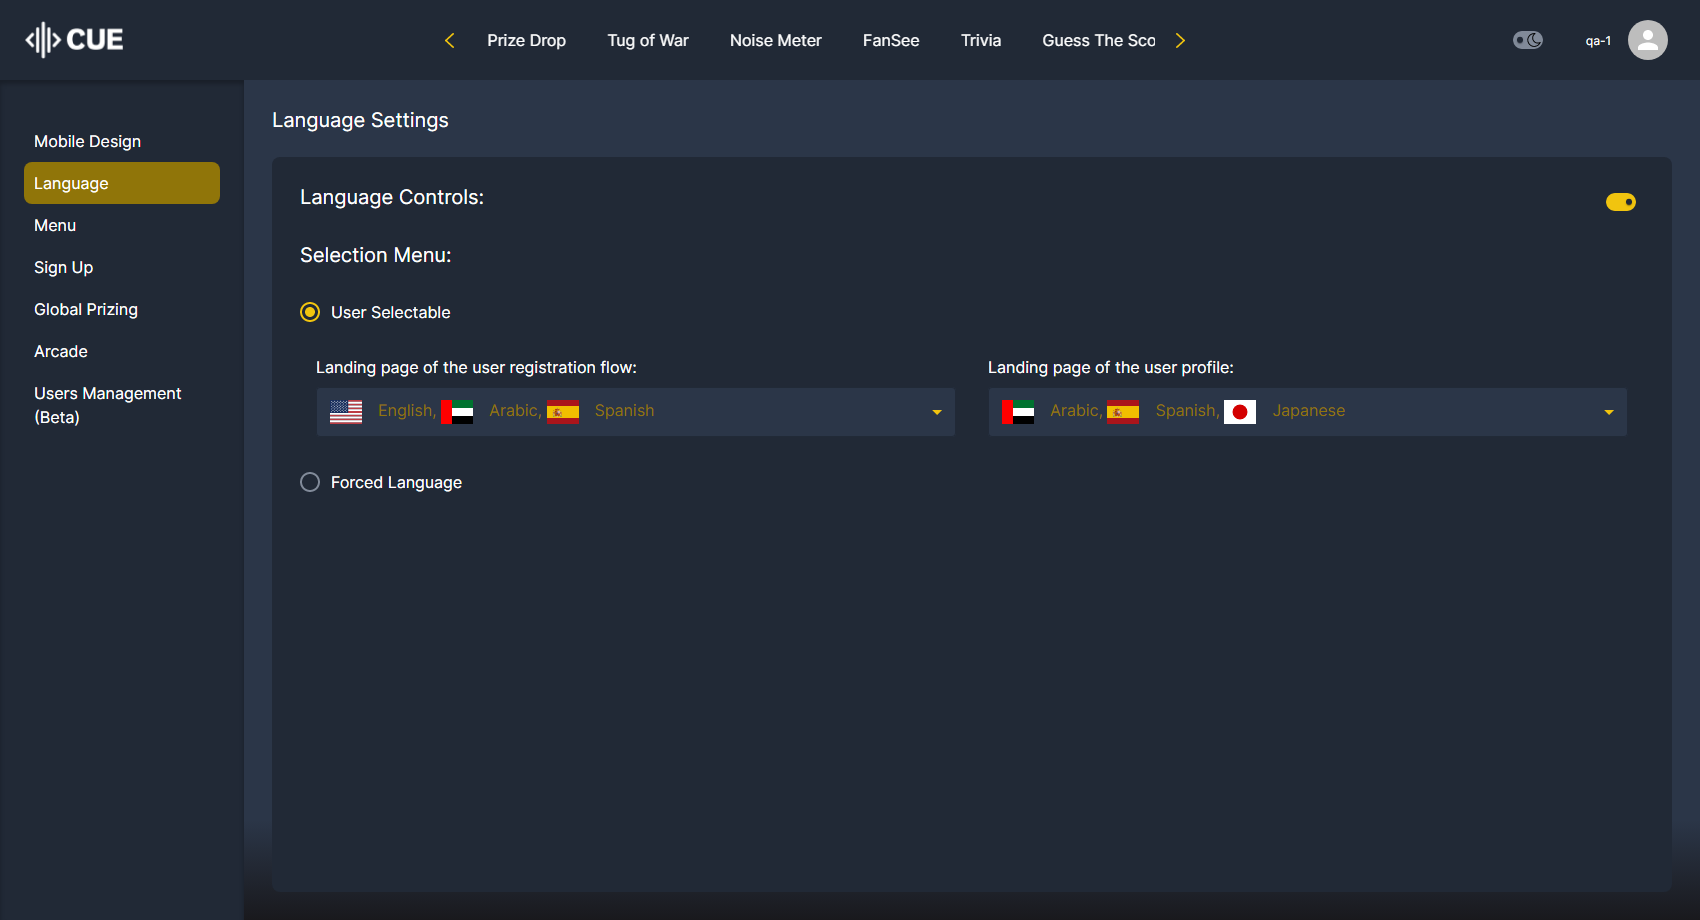 CUE
Prize Drop Tug of War Noise Meter FanSee Trivia Guess The Sco
qa-1
Mobile Design
Language
Menu
Sign Up
Global Prizing
Arcade
Users Management
(Beta)
Language Settings
Language Controls:
Selection Menu:
User Selectable
Landing page of the user registration flow:
English, Arabic, Spanish
Landing page of the user profile:
Arabic, Spanish, Japanese
Forced Language